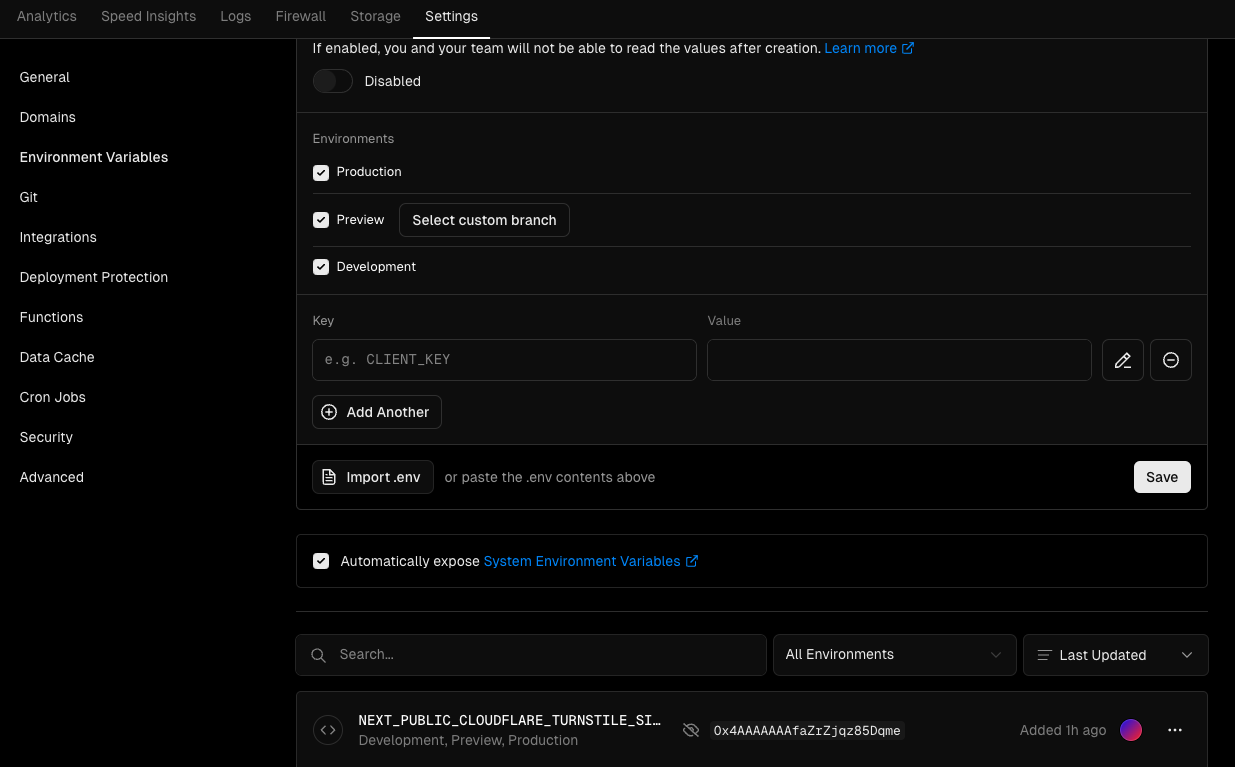 Analytics Speed Insights Logs Firewall Storage Settings
General
Domains
Environment Variables
Git
Integrations
Deployment Protection
Functions
Data Cache
Cron Jobs
Security
Advanced
If enabled, you and your team will not be able to read the values after creation. Learn more
Disabled
Environments
Production
Preview Select custom branch
Development
Key Value
e.g. CLIENT_KEY
Add Another
Import .env or paste the .env contents above Save
Automatically expose System Environment Variables
Search... All Environments Last Updated
NEXT_PUBLIC_CLOUDFLARE_TURNSTILE_SI… 0x4AAAAAAAfaZrZjqz85Dqme Added 1h ago
Development, Preview, Production